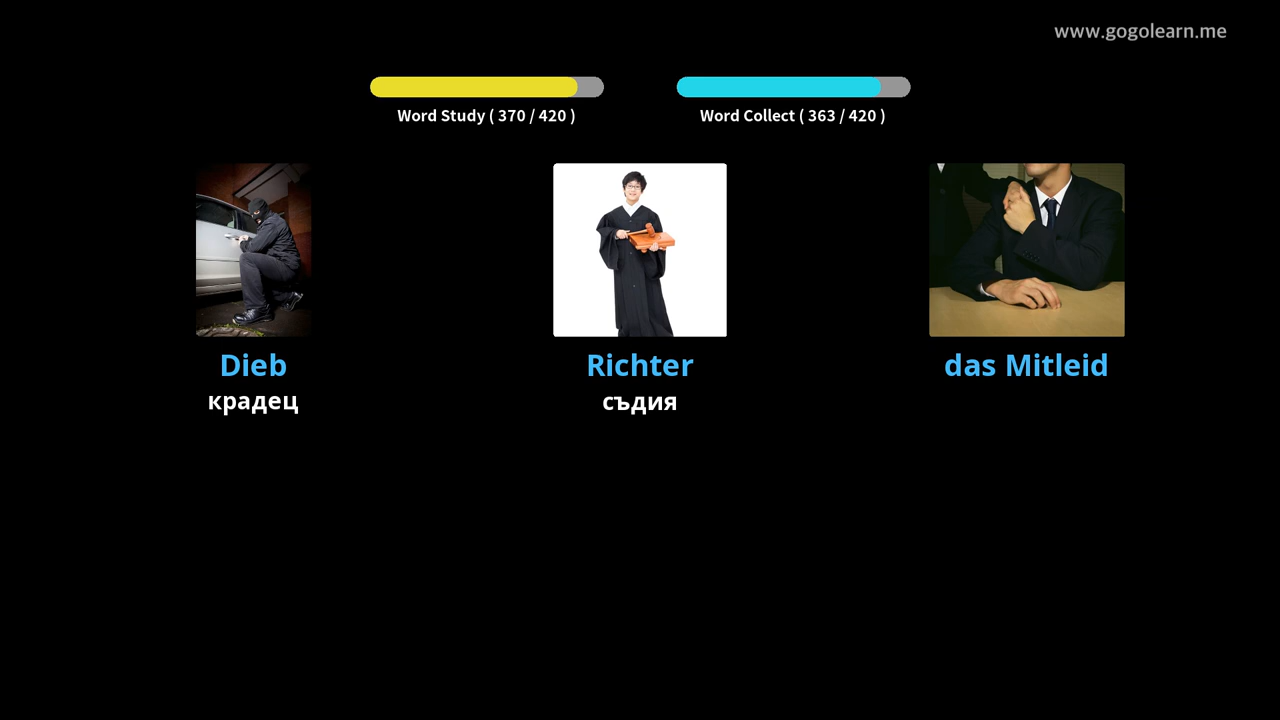 www.gogolearn.me
Word Study ( 370 / 420 )
Word Collect ( 363 / 420 )
Dieb
крадец
Richter
съдия
das Mitleid